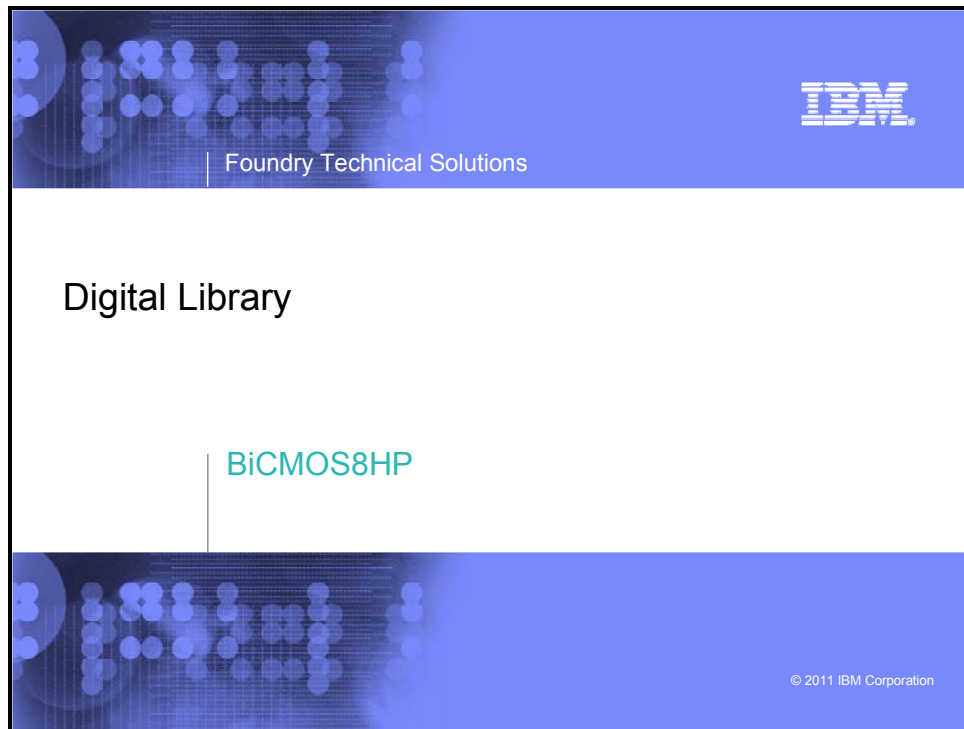 IBM.
Foundry Technical Solutions
Digital Library
BiCMOS8HP
© 2011 IBM Corporation